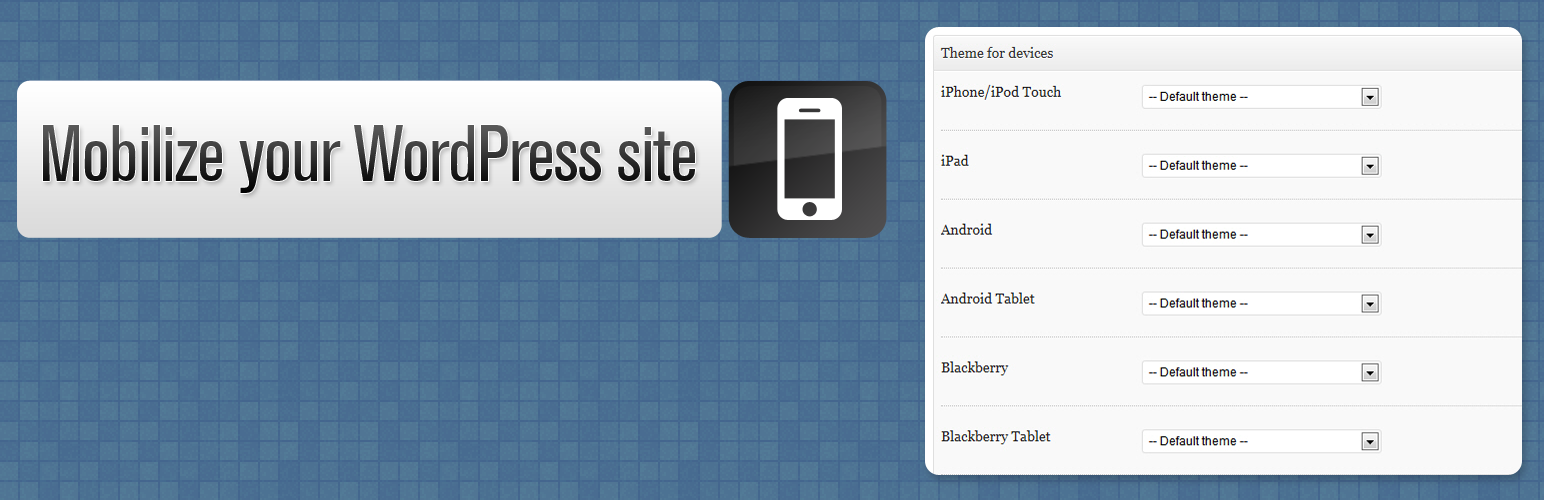 Mobilize your WordPress site
Theme for devices
iPhone/iPod Touch
-- Default theme --
iPad
-- Default theme --
Android
-- Default theme --
Android Tablet
-- Default theme --
Blackberry
-- Default theme --
Blackberry Tablet
-- Default theme --